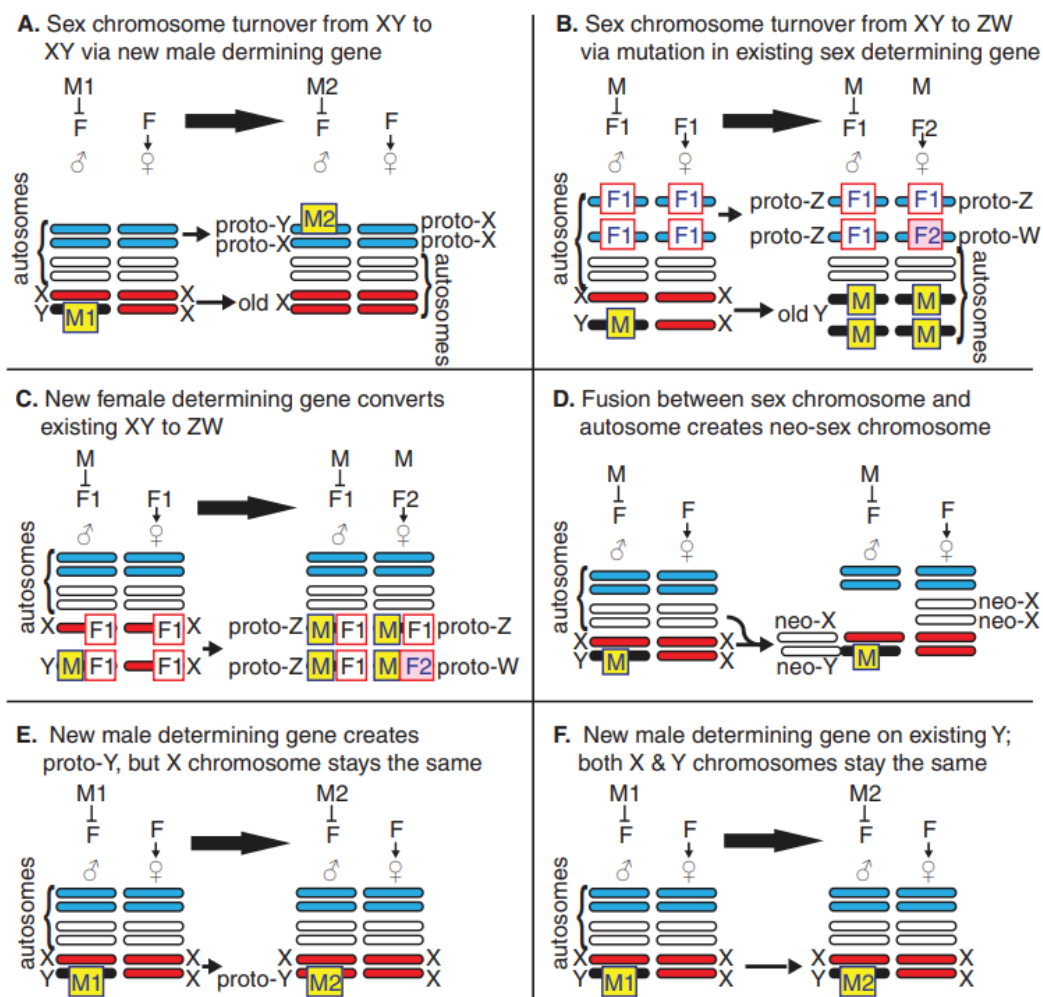 A. Sex chromosome turnover from XY to
XY via new male dermining gene
M1
F F
♂ ♀
M2
F F
♂ ♀
autosomes
X
Y M1
X
X
proto-Y M2
proto-X
proto-X
proto-X
old X
autosomes
B. Sex chromosome turnover from XY to ZW
via mutation in existing sex determining gene
M
F1 F1
♂ ♀
M M
F1 F2
♂ ♀
autosomes
F1 F1
F1 F1
X
Y M X
proto-Z F1 F1 proto-Z
proto-Z F1 F2 proto-W
old Y M M
M M
autosomes
C. New female determining gene converts
existing XY to ZW
M
F1 F1
♂ ♀
M M
F1 F2
♂ ♀
autosomes
X F1 F1 X
Y M F1 F1 X
proto-Z M F1 M F1 proto-Z
proto-Z M F1 M F2 proto-W
D. Fusion between sex chromosome and
autosome creates neo-sex chromosome
M
F F
♂ ♀
M
F F
♂ ♀
autosomes
X X
Y M X
neo-X
neo-Y M
neo-X
neo-X
E. New male determining gene creates
proto-Y, but X chromosome stays the same
M1
F F
♂ ♀
M2
F F
♂ ♀
autosomes
X X
Y M1 X
X X
proto-Y M2 X
F. New male determining gene on existing Y;
both X & Y chromosomes stay the same
M1
F F
♂ ♀
M2
F F
♂ ♀
autosomes
X X
Y M1 X
X X
Y M2 X